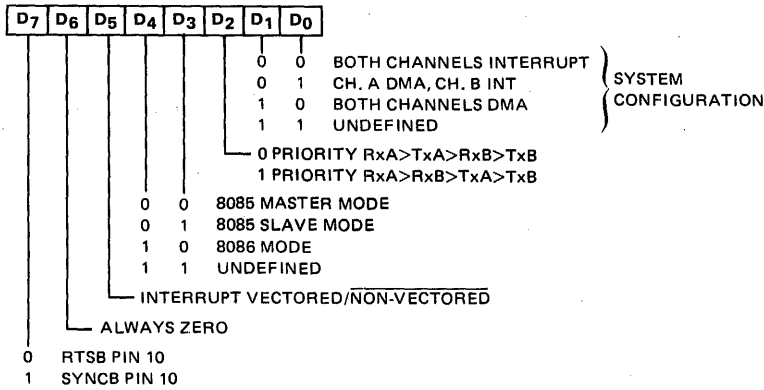 D7 D6 D5 D4 D3 D2 D1 D0
0 0 BOTH CHANNELS INTERRUPT
0 1 CH. A DMA, CH. B INT
1 0 BOTH CHANNELS DMA
1 1 UNDEFINED
SYSTEM
CONFIGURATION
0 PRIORITY RxA>TxA>RxB>TxB
1 PRIORITY RxA>RxB>TxA>TxB
0 0 8085 MASTER MODE
0 1 8085 SLAVE MODE
1 0 8086 MODE
1 1 UNDEFINED
INTERRUPT VECTORED/NON-VECTORED
ALWAYS ZERO
0 RTSB PIN 10
1 SYNCB PIN 10